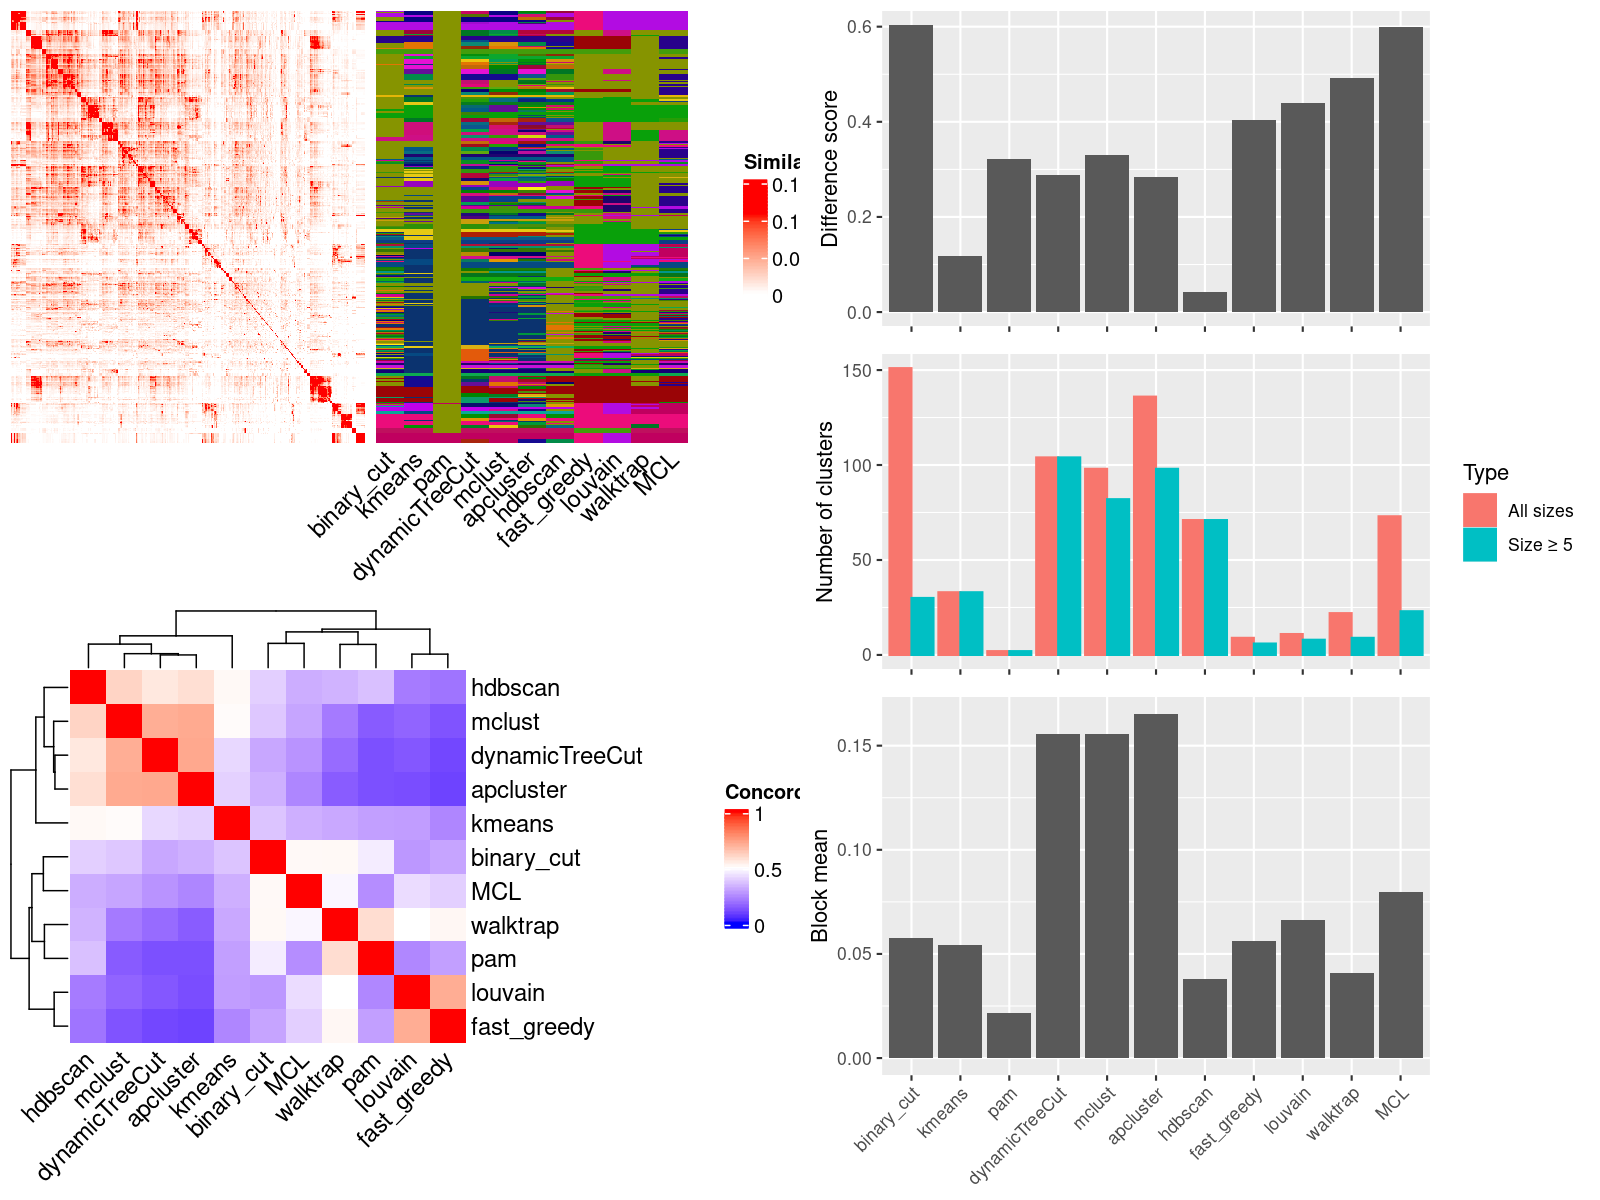 Simila
0.1
0.1
0.0
0
binary_cut
kmeans
pam
dynamicTreeCut
mclust
apcluster
hdbscan
fast_greedy
louvain
walktrap
MCL
hdbscan
mclust
dynamicTreeCut
apcluster
kmeans
binary_cut
MCL
walktrap
pam
louvain
fast_greedy
Concord
1
0.5
0
hdbscan
mclust
dynamicTreeCut
apcluster
kmeans
binary_cut
MCL
walktrap
pam
louvain
fast_greedy
Difference score
0.6
0.4
0.2
0.0
Number of clusters
150
100
50
0
Type
All sizes
Size ≥ 5
Block mean
0.15
0.10
0.05
0.00
binary_cut
kmeans
pam
dynamicTreeCut
mclust
apcluster
hdbscan
fast_greedy
louvain
walktrap
MCL